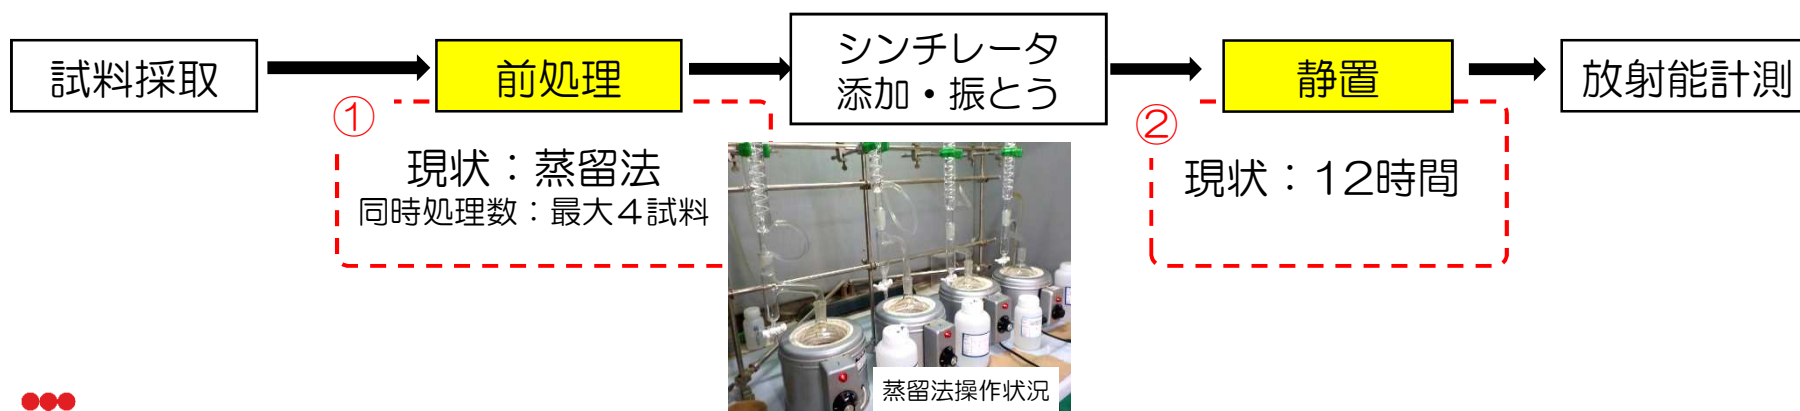 試料採取
前処理
シンチレータ
添加・振とう
静置
放射能計測
①
現状：蒸留法
同時処理数：最大４試料
②
現状：12時間
蒸留法操作状況